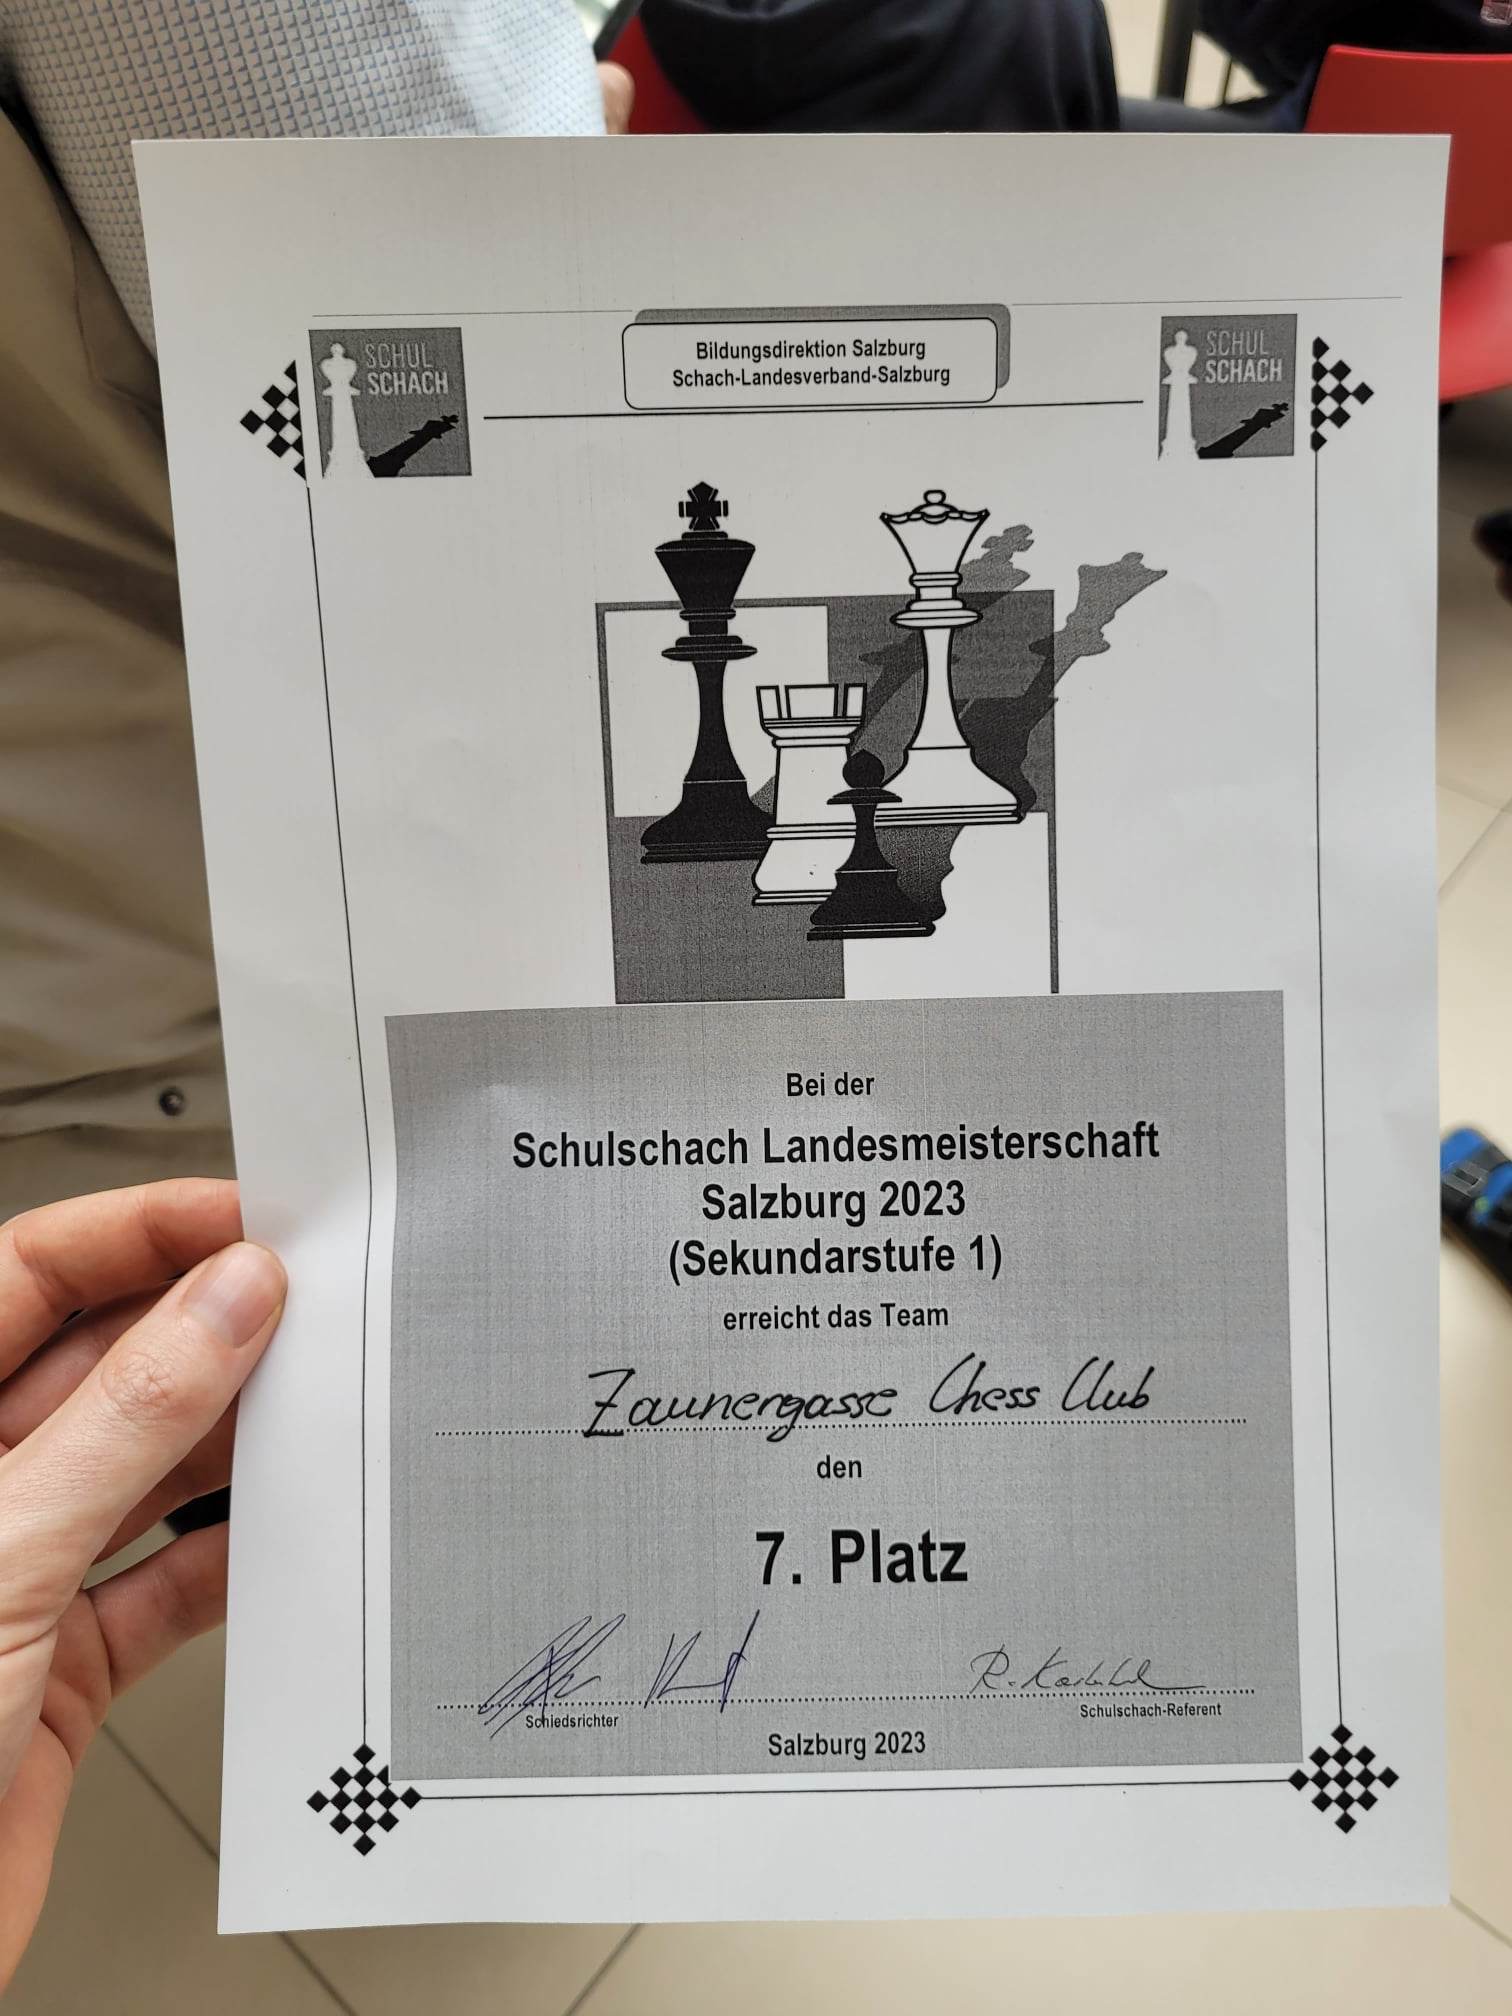 Bildungsdirektion Salzburg
Schach-Landesverband-Salzburg
SCHUL
SCHACH
SCHUL
SCHACH
Bei der
Schulschach Landesmeisterschaft
Salzburg 2023
(Sekundarstufe 1)
erreicht das Team
Zaunergasse Chess Club
den
7. Platz
Schiedsrichter
Schulschach-Referent
Salzburg 2023